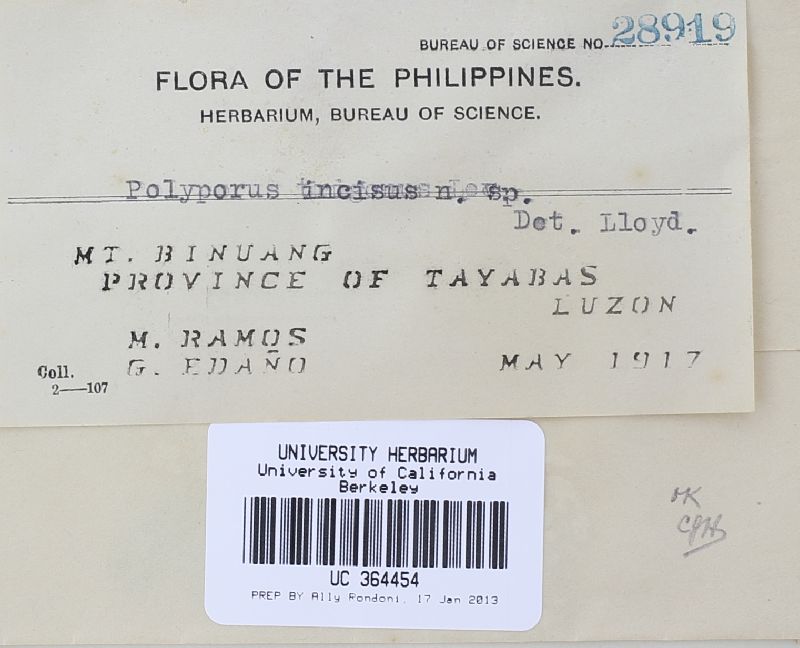 BUREAU OF SCIENCE NO. 28919
FLORA OF THE PHILIPPINES.
HERBARIUM, BUREAU OF SCIENCE.
Polyporus incisus n. sp.
Det. Lloyd.
MT. BINUANG
PROVINCE OF TAYABAS
LUZON
M. RAMOS
Coll. G. EDAÑO MAY 1917
2—107
UNIVERSITY HERBARIUM
University of California
Berkeley
UC 364454
PREP BY Ally Rondoni, 17 Jan 2013
OK